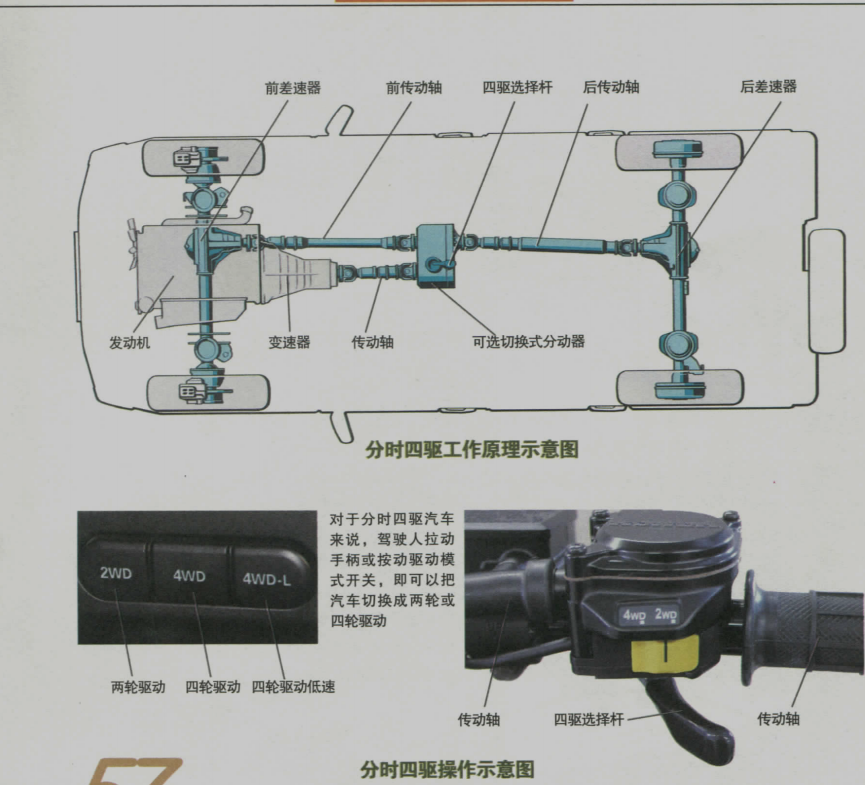 前差速器
前传动轴
四驱选择杆
后传动轴
后差速器
发动机
变速器
传动轴
可选切换式分动器
分时四驱工作原理示意图
2WD
4WD
4WD-L
两轮驱动
四轮驱动
四轮驱动低速
对于分时四驱汽车
来说，驾驶人拉动
手柄或按动驱动模
式开关，即可以把
汽车切换成两轮或
四轮驱动
4WD 2WD
传动轴
四驱选择杆
传动轴
分时四驱操作示意图
57